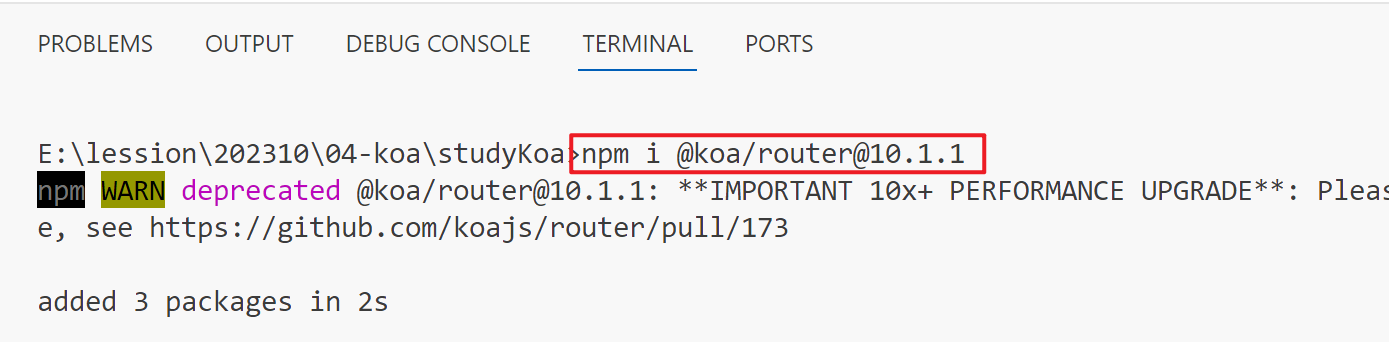 PROBLEMS OUTPUT DEBUG CONSOLE TERMINAL PORTS
E:\lession\202310\04-koa\studyKoa>npm i @koa/router@10.1.1
npm WARN deprecated @koa/router@10.1.1: **IMPORTANT 10x+ PERFORMANCE UPGRADE**: Pleas
e, see https://github.com/koajs/router/pull/173
added 3 packages in 2s